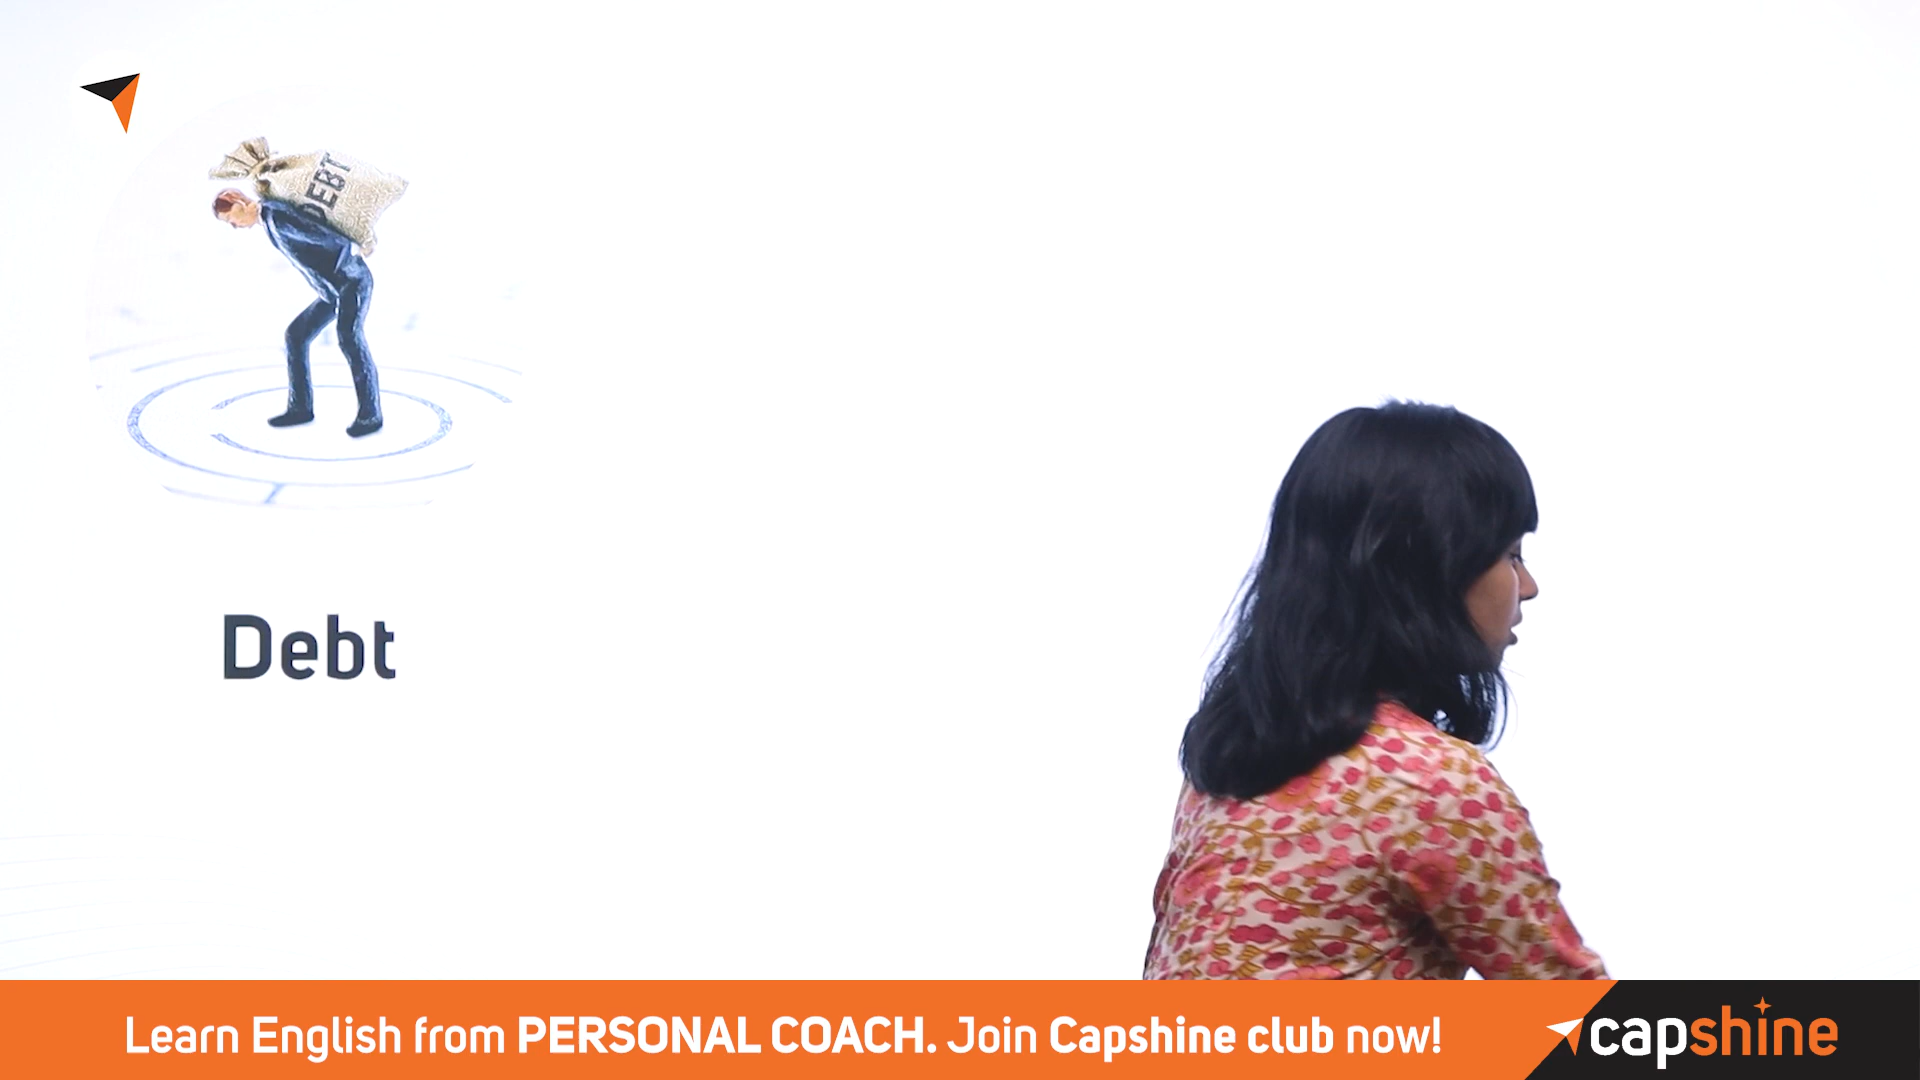 DEBT
Debt
Learn English from PERSONAL COACH. Join Capshine club now!
capshine